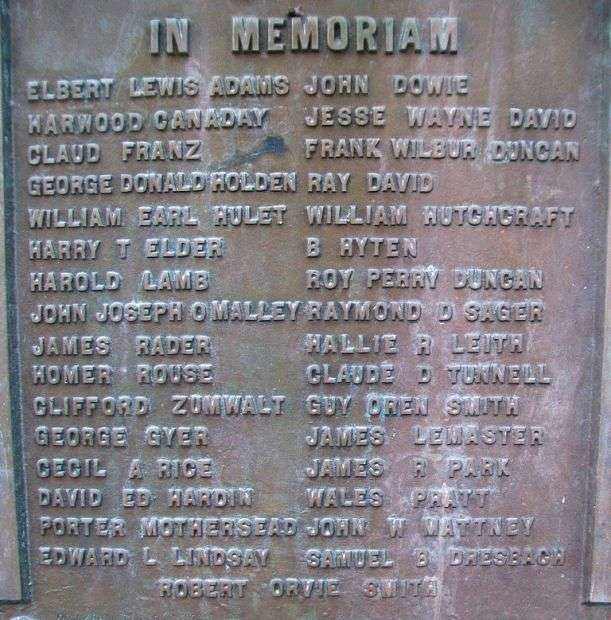 IN MEMORIAM
ELBERT LEWIS ADAMS JOHN DOWIE
HARWOOD CANADAY JESSE WAYNE DAVID
CLAUD FRANZ FRANK WILBUR DUNCAN
GEORGE DONALD HOLDEN RAY DAVID
WILLIAM EARL HULET WILLIAM HUTCHCRAFT
HARRY T ELDER B HYTEN
HAROLD LAMB ROY PERRY DUNCAN
JOHN JOSEPH O MALLEY RAYMOND D SAGER
JAMES RADER HALLIE R LEITH
HOMER ROUSE CLAUDE D TUNNELL
CLIFFORD ZUMWALT GUY OREN SMITH
GEORGE GYER JAMES LEMASTER
CECIL A RICE JAMES R PARK
DAVID ED HARDIN WALES PRATT
PORTER MOTHERSEAD JOHN W MATTNEY
EDWARD L LINDSAY SAMUEL B DRESBACH
ROBERT ORVIE SMITH